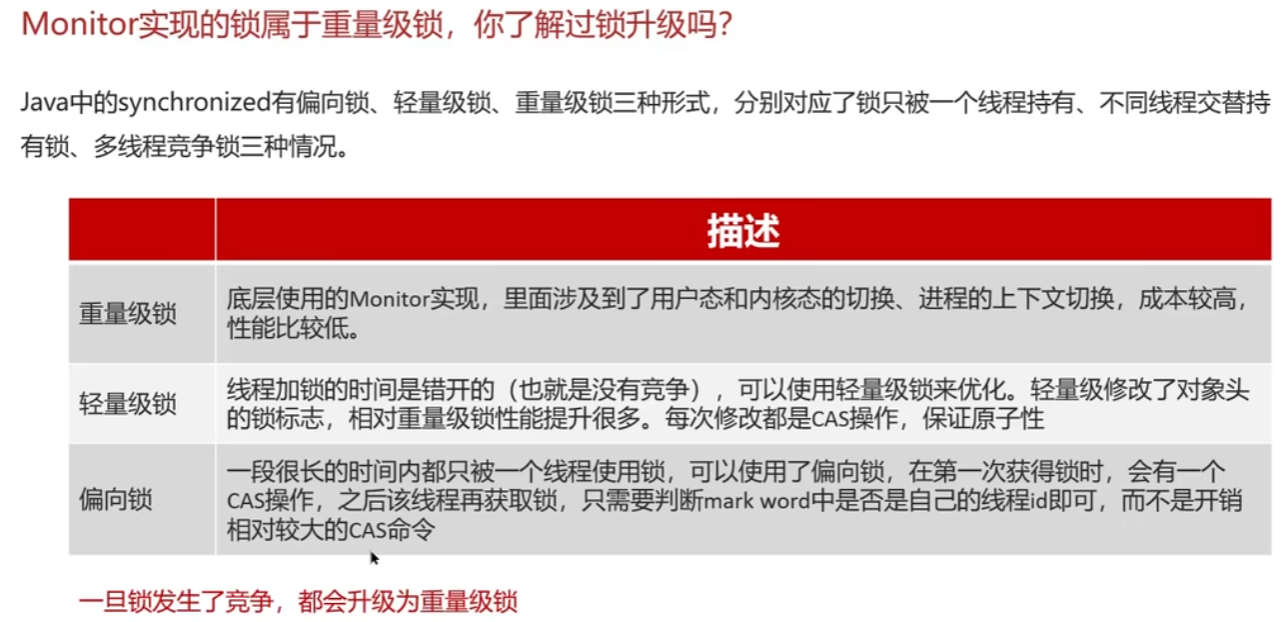 Monitor实现的锁属于重量级锁，你了解过锁升级吗？
Java中的synchronized有偏向锁、轻量级锁、重量级锁三种形式，分别对应了锁只被一个线程持有、不同线程交替持
有锁、多线程竞争锁三种情况。
描述
重量级锁
底层使用的Monitor实现，里面涉及到了用户态和内核态的切换、进程的上下文切换，成本较高，
性能比较低。
轻量级锁
线程加锁的时间是错开的（也就是没有竞争），可以使用轻量级锁来优化。轻量级修改了对象头
的锁标志，相对重量级锁性能提升很多。每次修改都是CAS操作，保证原子性
偏向锁
一段很长的时间内都只被一个线程使用锁，可以使用了偏向锁，在第一次获得锁时，会有一个
CAS操作，之后该线程再获取锁，只需要判断mark word中是否是自己的线程id即可，而不是开销
相对较大的CAS命令
一旦锁发生了竞争，都会升级为重量级锁